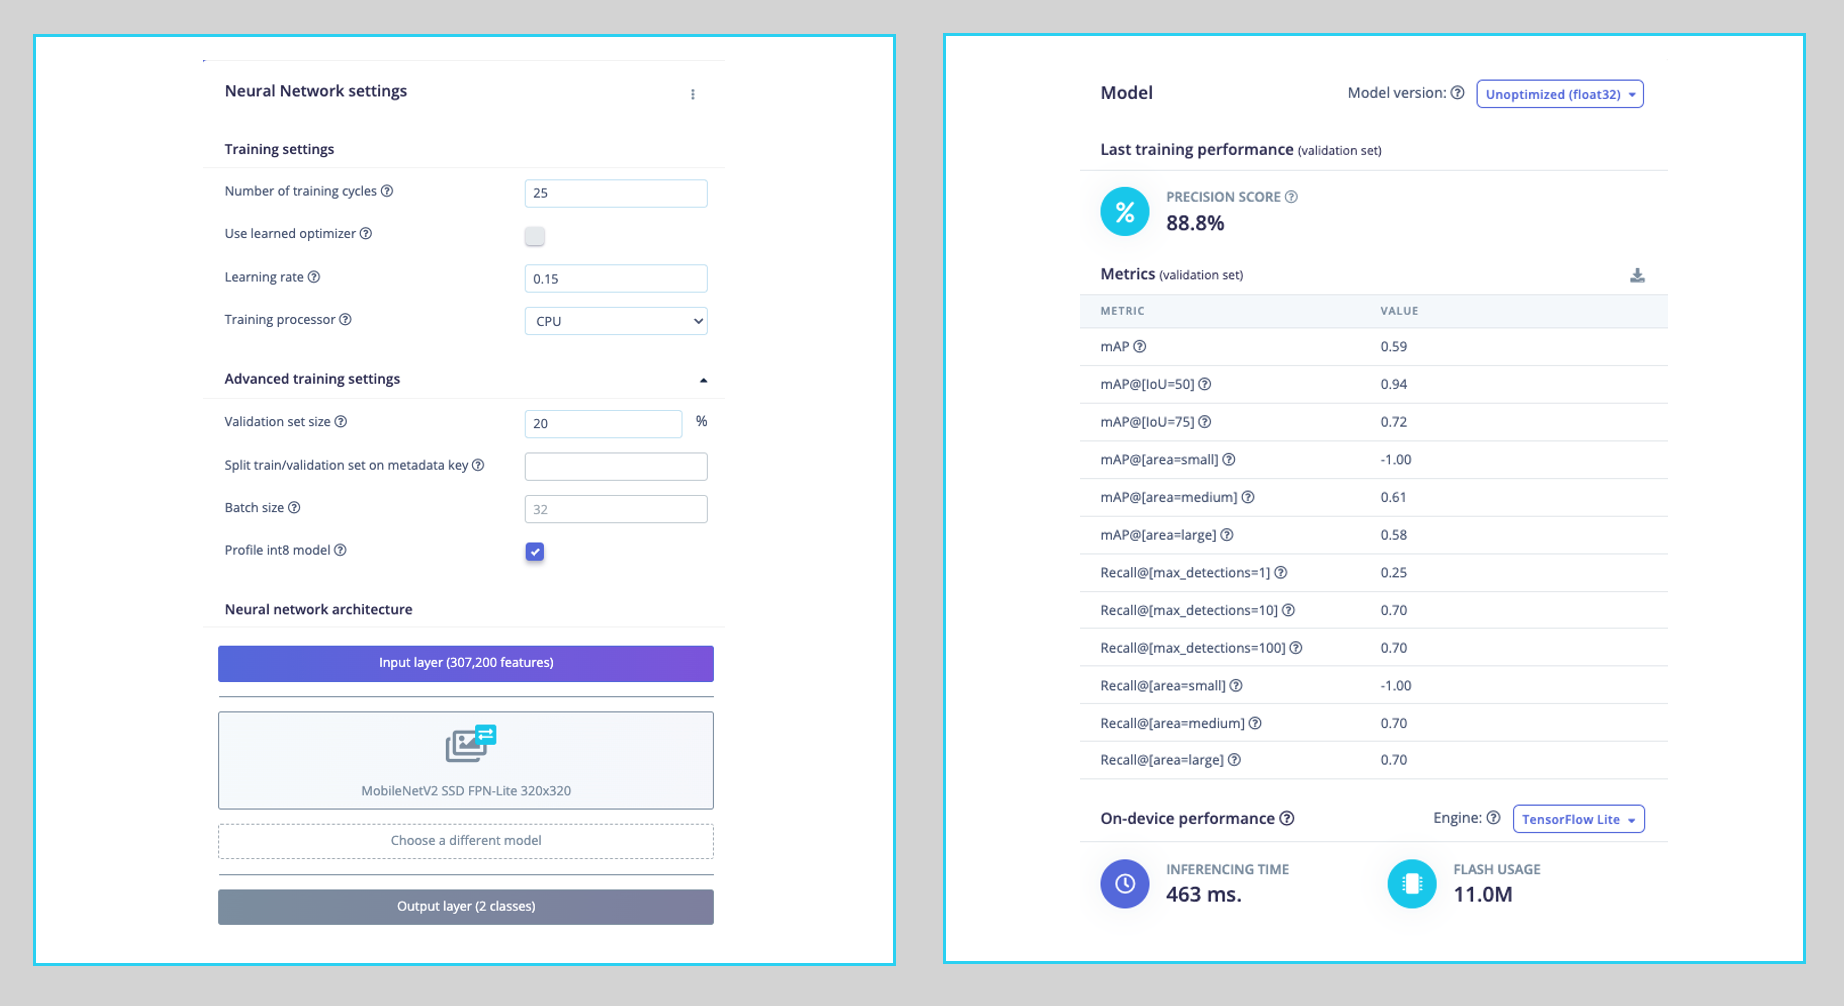 Neural Network settings
Training settings
Number of training cycles
25
Use learned optimizer
Learning rate
0.15
Training processor
CPU
Advanced training settings
Validation set size
20
%
Split train/validation set on metadata key
Batch size
32
Profile int8 model
Neural network architecture
Input layer (307,200 features)
MobileNetV2 SSD FPN-Lite 320x320
Choose a different model
Output layer (2 classes)
Model
Model version:
Unoptimized (float32)
Last training performance (validation set)
%
PRECISION SCORE
88.8%
Metrics (validation set)
METRIC VALUE
mAP 0.59
mAP@[IoU=50] 0.94
mAP@[IoU=75] 0.72
mAP@[area=small] -1.00
mAP@[area=medium] 0.61
mAP@[area=large] 0.58
Recall@[max_detections=1] 0.25
Recall@[max_detections=10] 0.70
Recall@[max_detections=100] 0.70
Recall@[area=small] -1.00
Recall@[area=medium] 0.70
Recall@[area=large] 0.70
On-device performance
Engine:
TensorFlow Lite
INFERENCING TIME
463 ms.
FLASH USAGE
11.0M